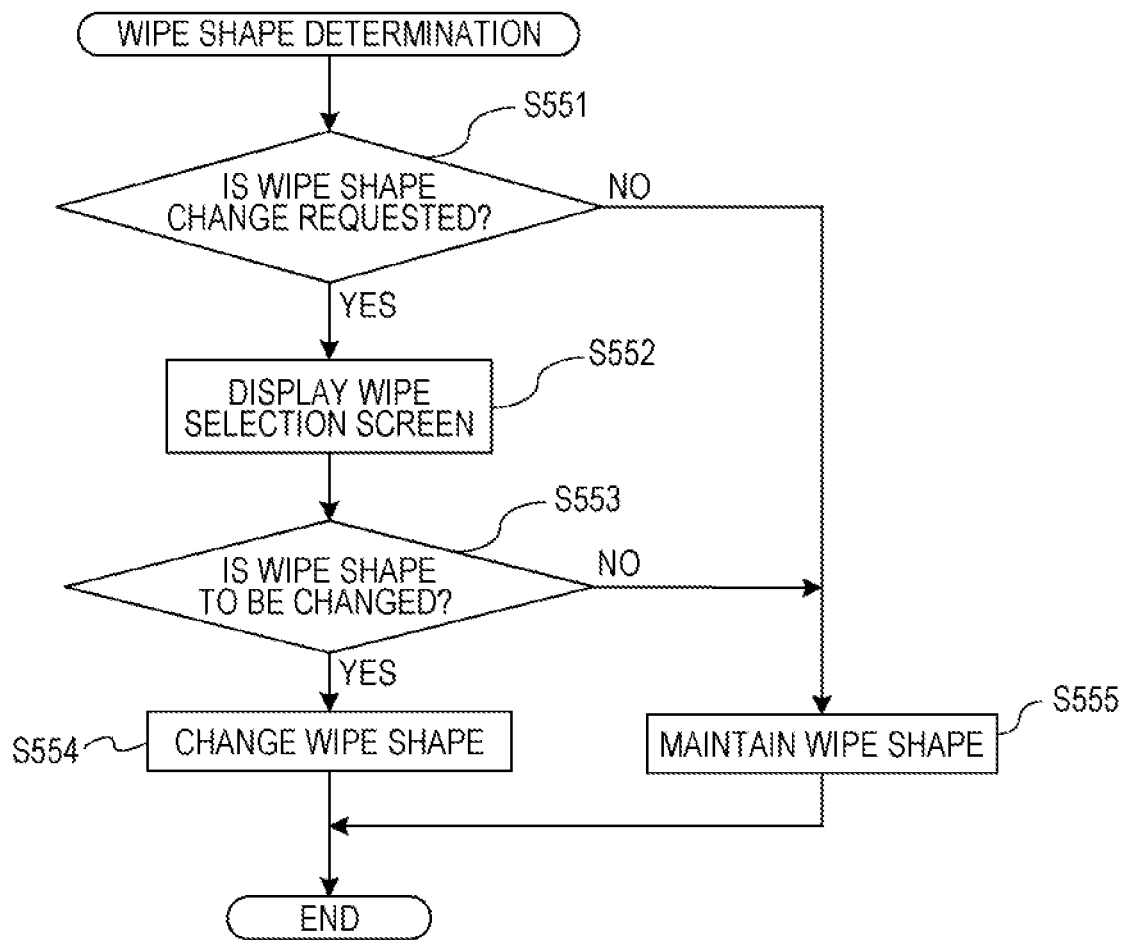 WIPE SHAPE DETERMINATION
S551
IS WIPE SHAPE
CHANGE REQUESTED?
NO
YES
S552
DISPLAY WIPE
SELECTION SCREEN
S553
IS WIPE SHAPE
TO BE CHANGED?
NO
YES
S554
CHANGE WIPE SHAPE
S555
MAINTAIN WIPE SHAPE
END